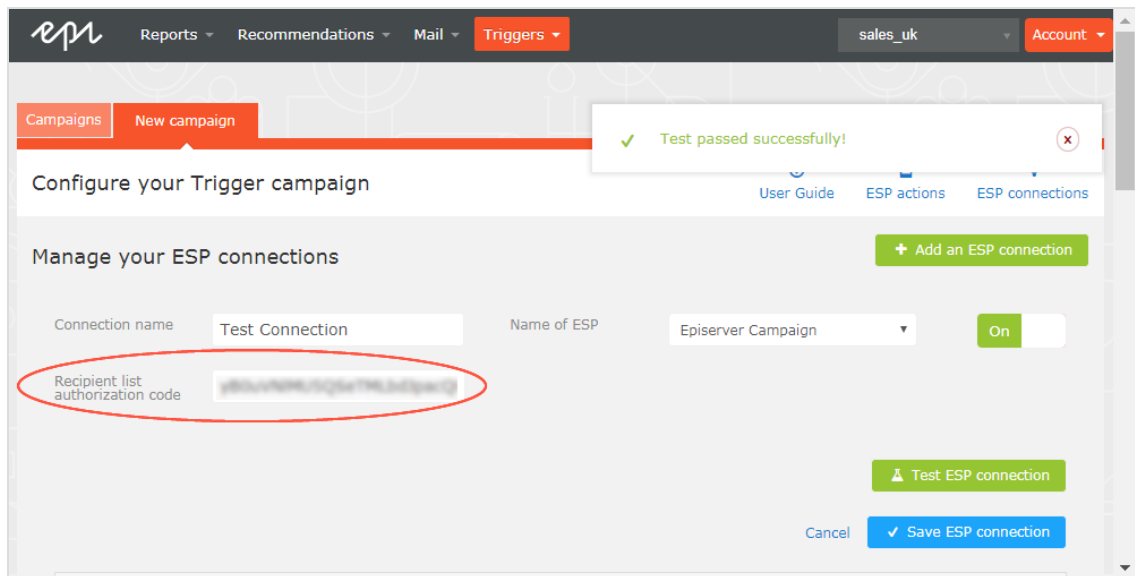 epi Reports Recommendations Mail Triggers sales_uk Account
Campaigns New campaign
Test passed successfully!
x
Configure your Trigger campaign
User Guide ESP actions ESP connections
Manage your ESP connections
+ Add an ESP connection
Connection name Test Connection Name of ESP Episerver Campaign On
Recipient list
authorization code
Test ESP connection
Cancel Save ESP connection